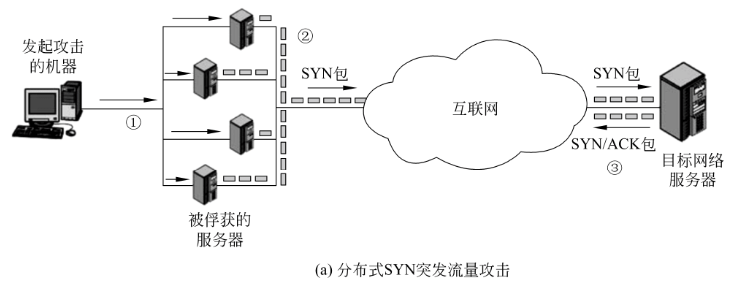 发起攻击
的机器
①
②
SYN包
互联网
SYN包
SYN/ACK包
③
目标网络
服务器
被俘获的
服务器
(a) 分布式SYN突发流量攻击